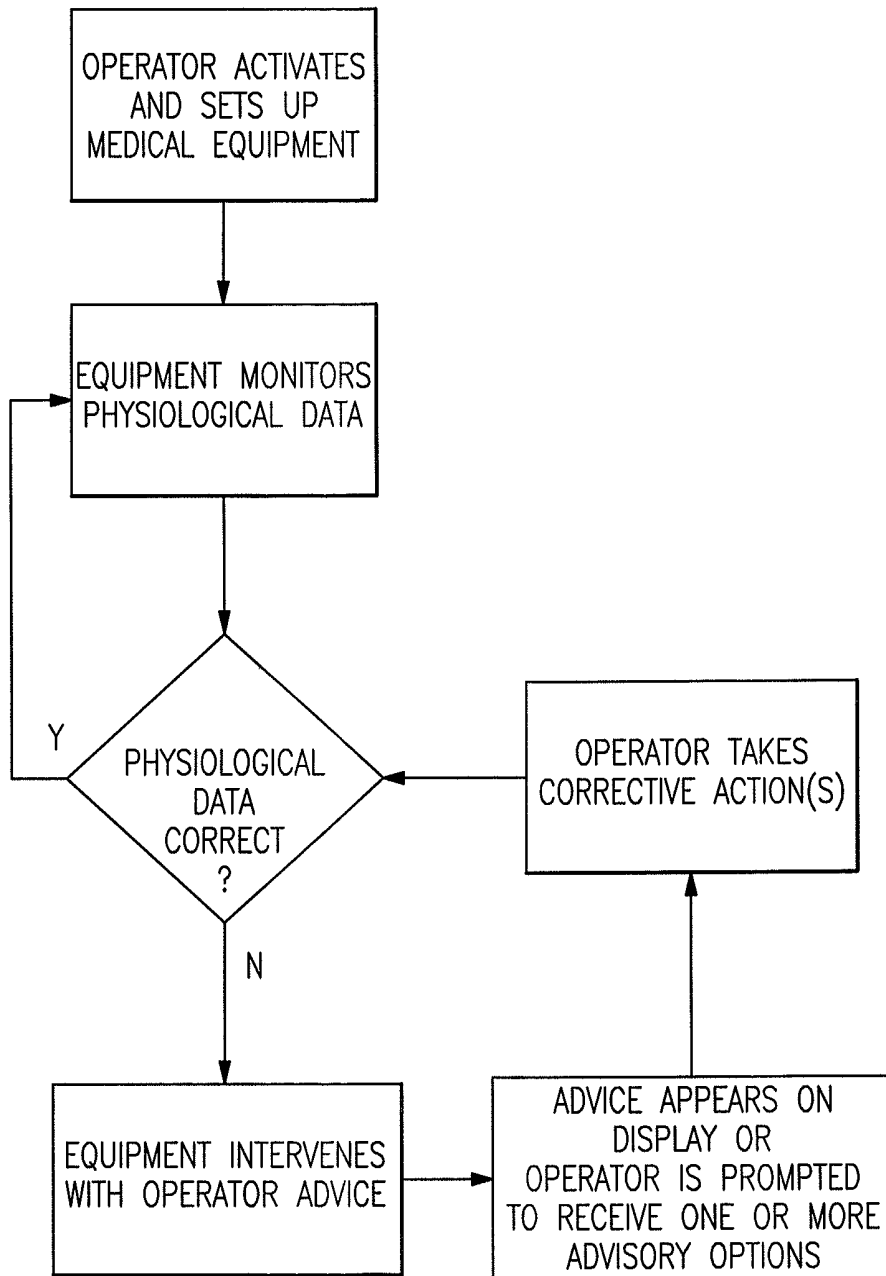 OPERATOR ACTIVATES
AND SETS UP
MEDICAL EQUIPMENT
EQUIPMENT MONITORS
PHYSIOLOGICAL DATA
Y
PHYSIOLOGICAL
DATA
CORRECT
?
N
OPERATOR TAKES
CORRECTIVE ACTION(S)
EQUIPMENT INTERVENES
WITH OPERATOR ADVICE
ADVICE APPEARS ON
DISPLAY OR
OPERATOR IS PROMPTED
TO RECEIVE ONE OR MORE
ADVISORY OPTIONS